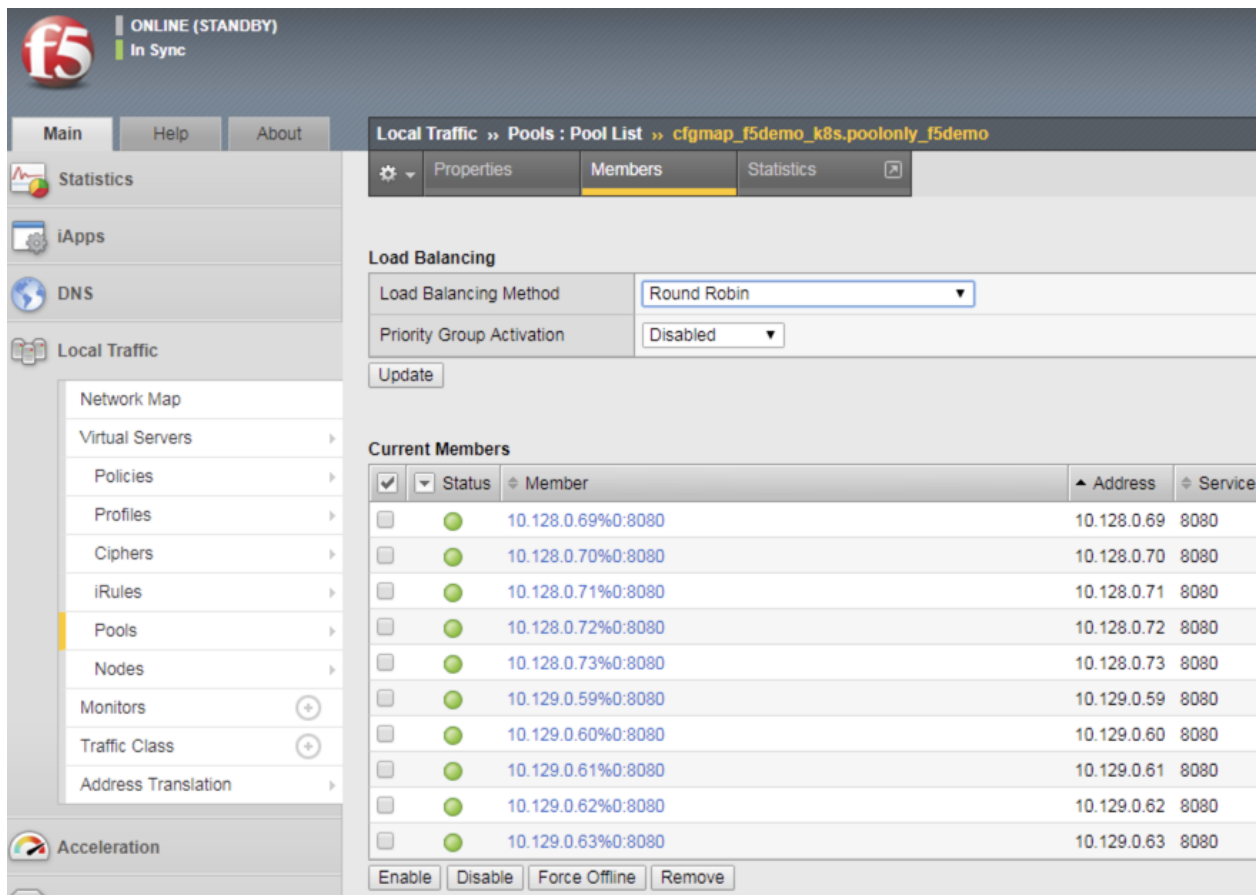 f5
ONLINE (STANDBY)
In Sync
Main Help About
Statistics
iApps
DNS
Local Traffic
Network Map
Virtual Servers
Policies
Profiles
Ciphers
iRules
Pools
Nodes
Monitors
Traffic Class
Address Translation
Acceleration
Local Traffic ›› Pools : Pool List ›› cfgmap_f5demo_k8s.poolonly_f5demo
Properties Members Statistics
Load Balancing
Load Balancing Method Round Robin
Priority Group Activation Disabled
Update
Current Members
Status Member Address Service
10.128.0.69%0:8080 10.128.0.69 8080
10.128.0.70%0:8080 10.128.0.70 8080
10.128.0.71%0:8080 10.128.0.71 8080
10.128.0.72%0:8080 10.128.0.72 8080
10.128.0.73%0:8080 10.128.0.73 8080
10.129.0.59%0:8080 10.129.0.59 8080
10.129.0.60%0:8080 10.129.0.60 8080
10.129.0.61%0:8080 10.129.0.61 8080
10.129.0.62%0:8080 10.129.0.62 8080
10.129.0.63%0:8080 10.129.0.63 8080
Enable Disable Force Offline Remove